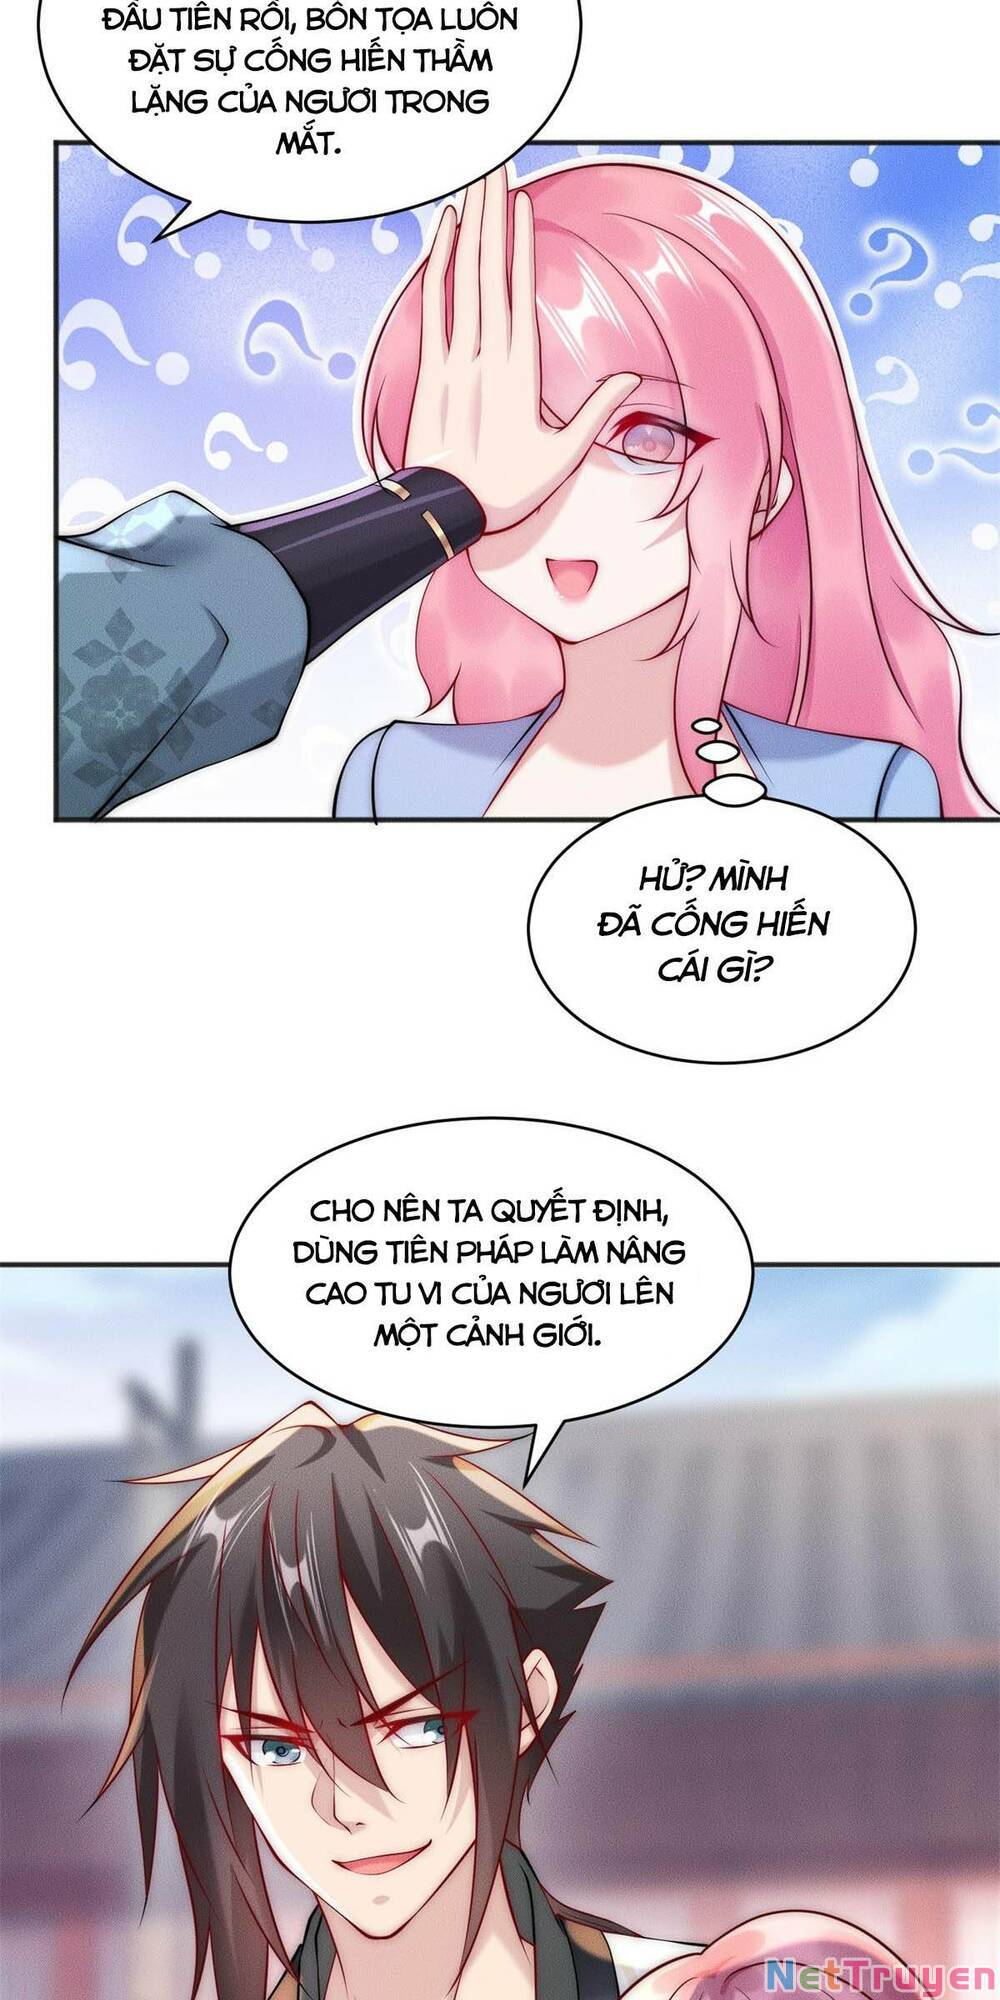 ĐẦU TIÊN RỒI, BỔN TỌA LUÔN
ĐẶT SỰ CỐNG HIẾN THẦM
LẶNG CỦA NGƯƠI TRONG
MẮT.
HỬ? MÌNH
ĐÃ CỐNG HIẾN
CÁI GÌ?
CHO NÊN TA QUYẾT ĐỊNH,
DÙNG TIÊN PHÁP LÀM NÂNG
CAO TU VI CỦA NGƯƠI LÊN
MỘT CẢNH GIỚI.
NetTruyen